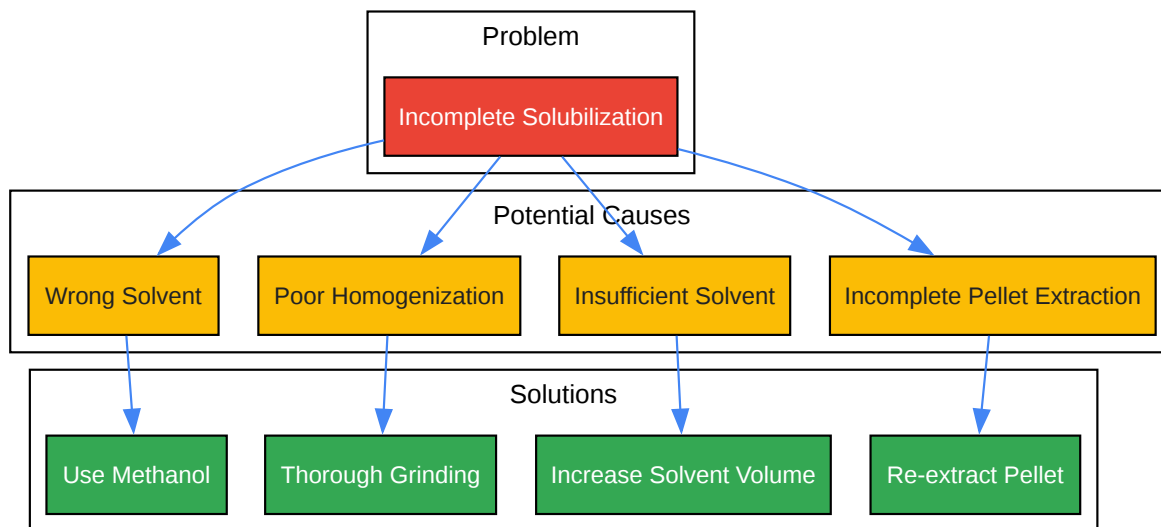 Problem
Incomplete Solubilization
Potential Causes
Wrong Solvent
Poor Homogenization
Insufficient Solvent
Incomplete Pellet Extraction
Solutions
Use Methanol
Thorough Grinding
Increase Solvent Volume
Re-extract Pellet